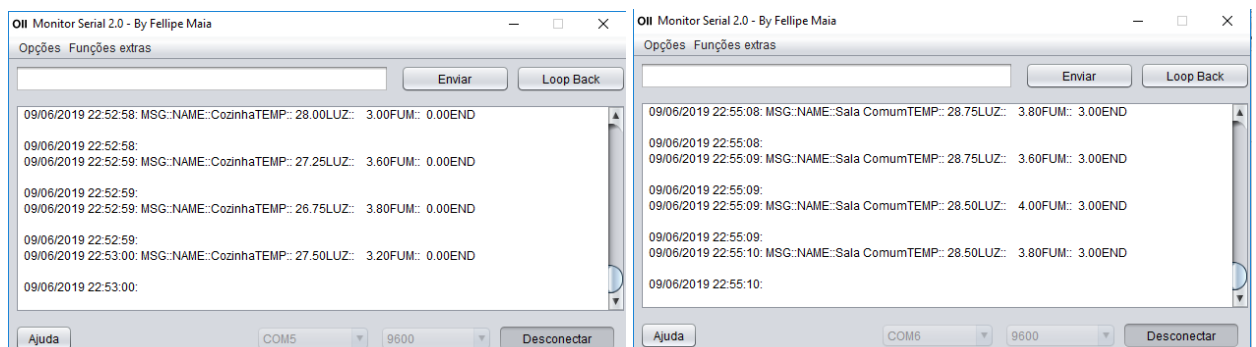 OII Monitor Serial 2.0 - By Fellipe Maia
Opções Funções extras
Enviar
Loop Back
09/06/2019 22:52:58: MSG::NAME::CozinhaTEMP:: 28.00LUZ:: 3.00FUM:: 0.00END
09/06/2019 22:52:58:
09/06/2019 22:52:59: MSG::NAME::CozinhaTEMP:: 27.25LUZ:: 3.60FUM:: 0.00END
09/06/2019 22:52:59:
09/06/2019 22:52:59: MSG::NAME::CozinhaTEMP:: 26.75LUZ:: 3.80FUM:: 0.00END
09/06/2019 22:52:59:
09/06/2019 22:53:00: MSG::NAME::CozinhaTEMP:: 27.50LUZ:: 3.20FUM:: 0.00END
09/06/2019 22:53:00:
Ajuda
COM5
9600
Desconectar
OII Monitor Serial 2.0 - By Fellipe Maia
Opções Funções extras
Enviar
Loop Back
09/06/2019 22:55:08: MSG::NAME::Sala ComumTEMP:: 28.75LUZ:: 3.80FUM:: 3.00END
09/06/2019 22:55:08:
09/06/2019 22:55:09: MSG::NAME::Sala ComumTEMP:: 28.75LUZ:: 3.60FUM:: 3.00END
09/06/2019 22:55:09:
09/06/2019 22:55:09: MSG::NAME::Sala ComumTEMP:: 28.50LUZ:: 4.00FUM:: 3.00END
09/06/2019 22:55:09:
09/06/2019 22:55:10: MSG::NAME::Sala ComumTEMP:: 28.50LUZ:: 3.80FUM:: 3.00END
09/06/2019 22:55:10:
Ajuda
COM6
9600
Desconectar